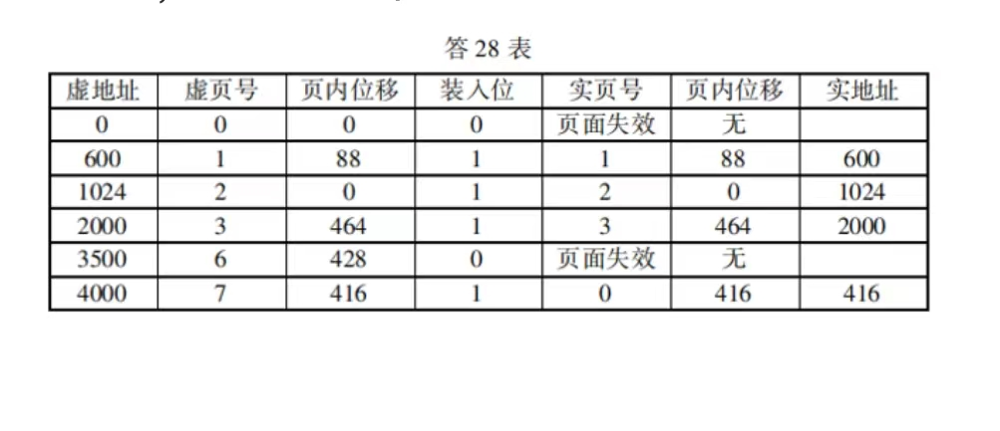 答 28 表
虚地址 虚页号 页内位移 装入位 实页号 页内位移 实地址
0 0 0 0 页面失效 无
600 1 88 1 1 88 600
1024 2 0 1 2 0 1024
2000 3 464 1 3 464 2000
3500 6 428 0 页面失效 无
4000 7 416 1 0 416 416